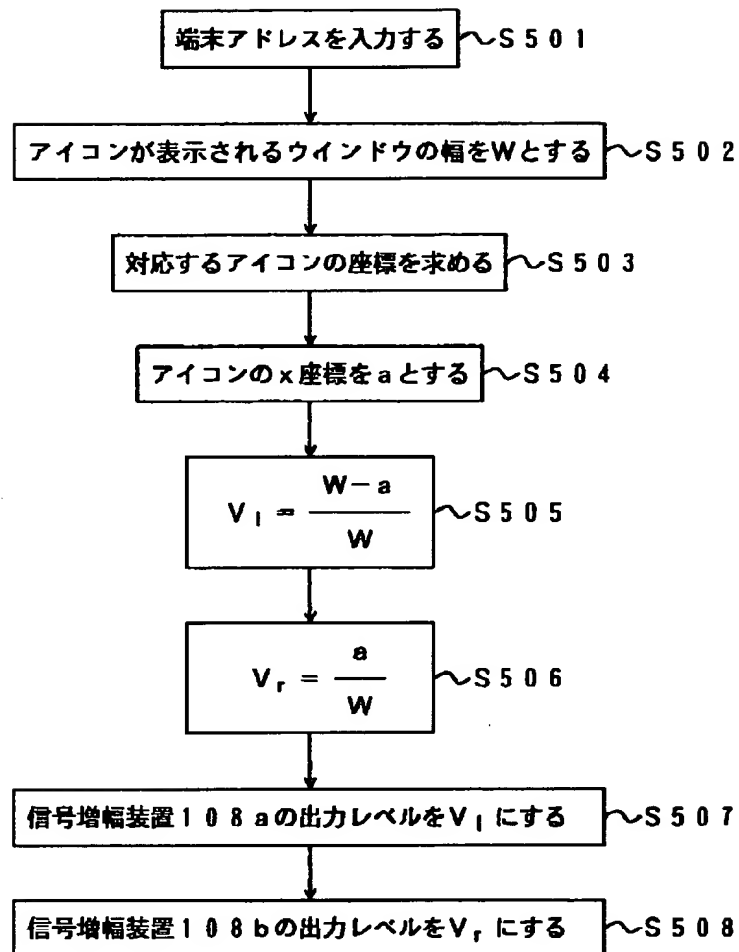 端末アドレスを入力する ～S501
アイコンが表示されるウインドウの幅をWとする ～S502
対応するアイコンの座標を求める ～S503
アイコンのx座標をaとする ～S504
V_l = (W－a) / W ～S505
V_r = a / W ～S506
信号増幅装置108aの出力レベルをV_lにする ～S507
信号増幅装置108bの出力レベルをV_rにする ～S508